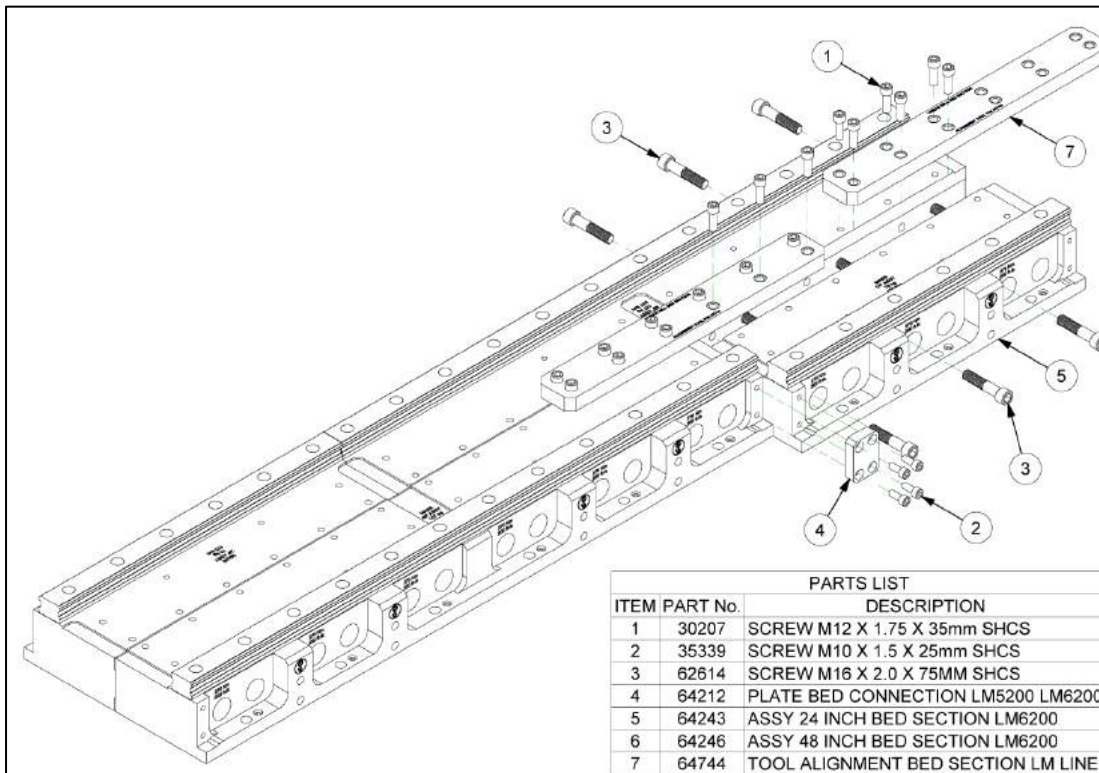 1
3
7
5
3
4
2
PARTS LIST
ITEM PART No. DESCRIPTION
1 30207 SCREW M12 X 1.75 X 35mm SHCS
2 35339 SCREW M10 X 1.5 X 25mm SHCS
3 62614 SCREW M16 X 2.0 X 75MM SHCS
4 64212 PLATE BED CONNECTION LM5200 LM6200
5 64243 ASSY 24 INCH BED SECTION LM6200
6 64246 ASSY 48 INCH BED SECTION LM6200
7 64744 TOOL ALIGNMENT BED SECTION LM LINE